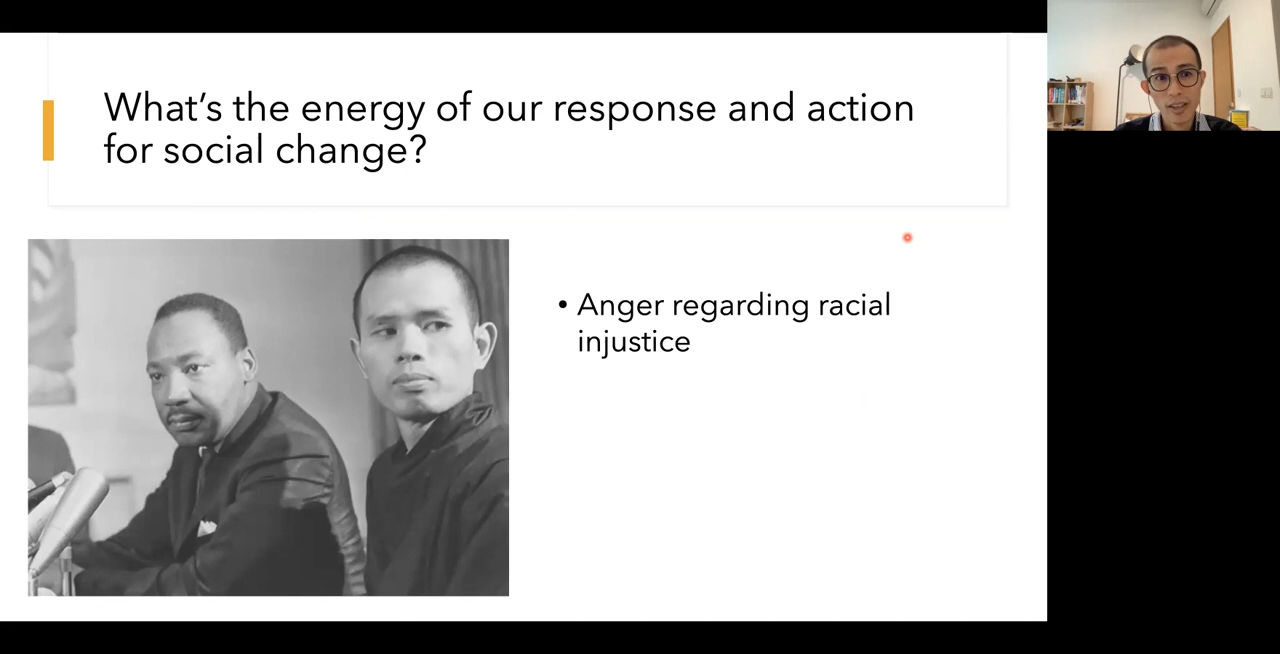 What's the energy of our response and action
for social change?
• Anger regarding racial
injustice